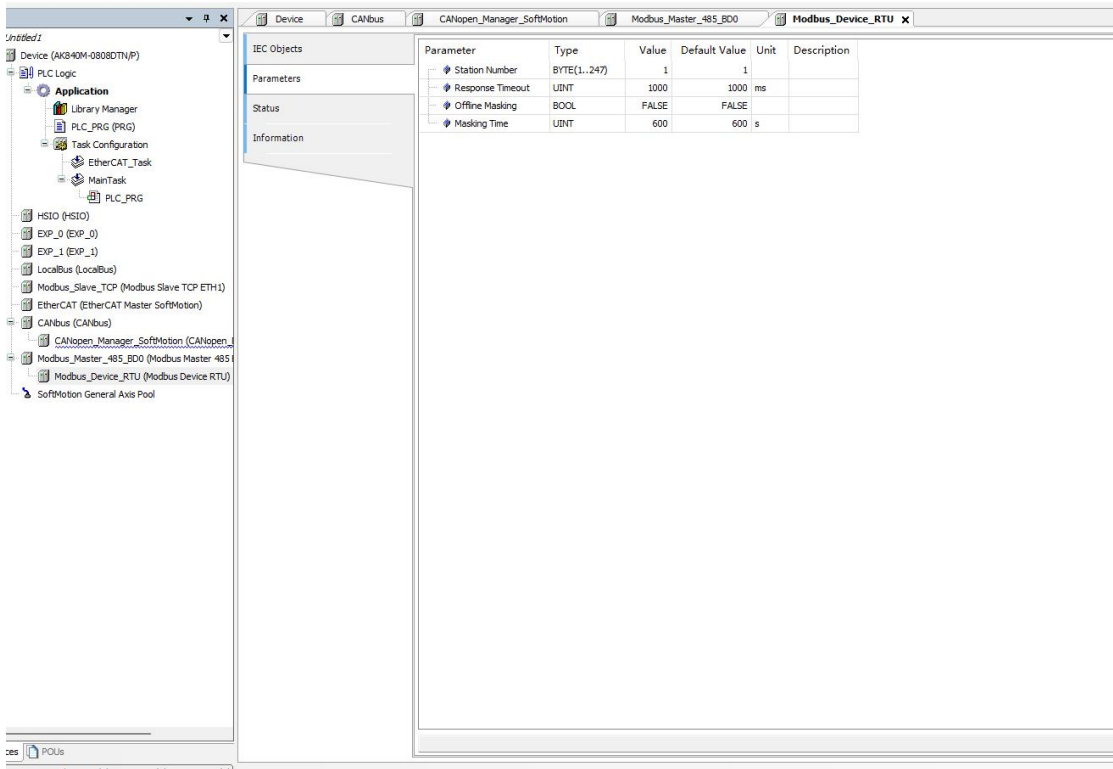 Device CANbus CANopen_Manager_SoftMotion Modbus_Master_485_BD0 Modbus_Device_RTU
Untitled1
Device (AK840M-0808DTN/P)
PLC Logic
Application
Library Manager
PLC_PRG (PRG)
Task Configuration
EtherCAT_Task
MainTask
PLC_PRG
HSIO (HSIO)
EXP_0 (EXP_0)
EXP_1 (EXP_1)
LocalBus (LocalBus)
Modbus_Slave_TCP (Modbus Slave TCP ETH1)
EtherCAT (EtherCAT Master SoftMotion)
CANbus (CANbus)
CANopen_Manager_SoftMotion (CANopen_
Modbus_Master_485_BD0 (Modbus Master 485
Modbus_Device_RTU (Modbus Device RTU)
SoftMotion General Axis Pool
POUs
IEC Objects
Parameters
Status
Information
Parameter Type Value Default Value Unit Description
Station Number BYTE(1..247) 1 1
Response Timeout UINT 1000 1000 ms
Offline Masking BOOL FALSE FALSE
Masking Time UINT 600 600 s